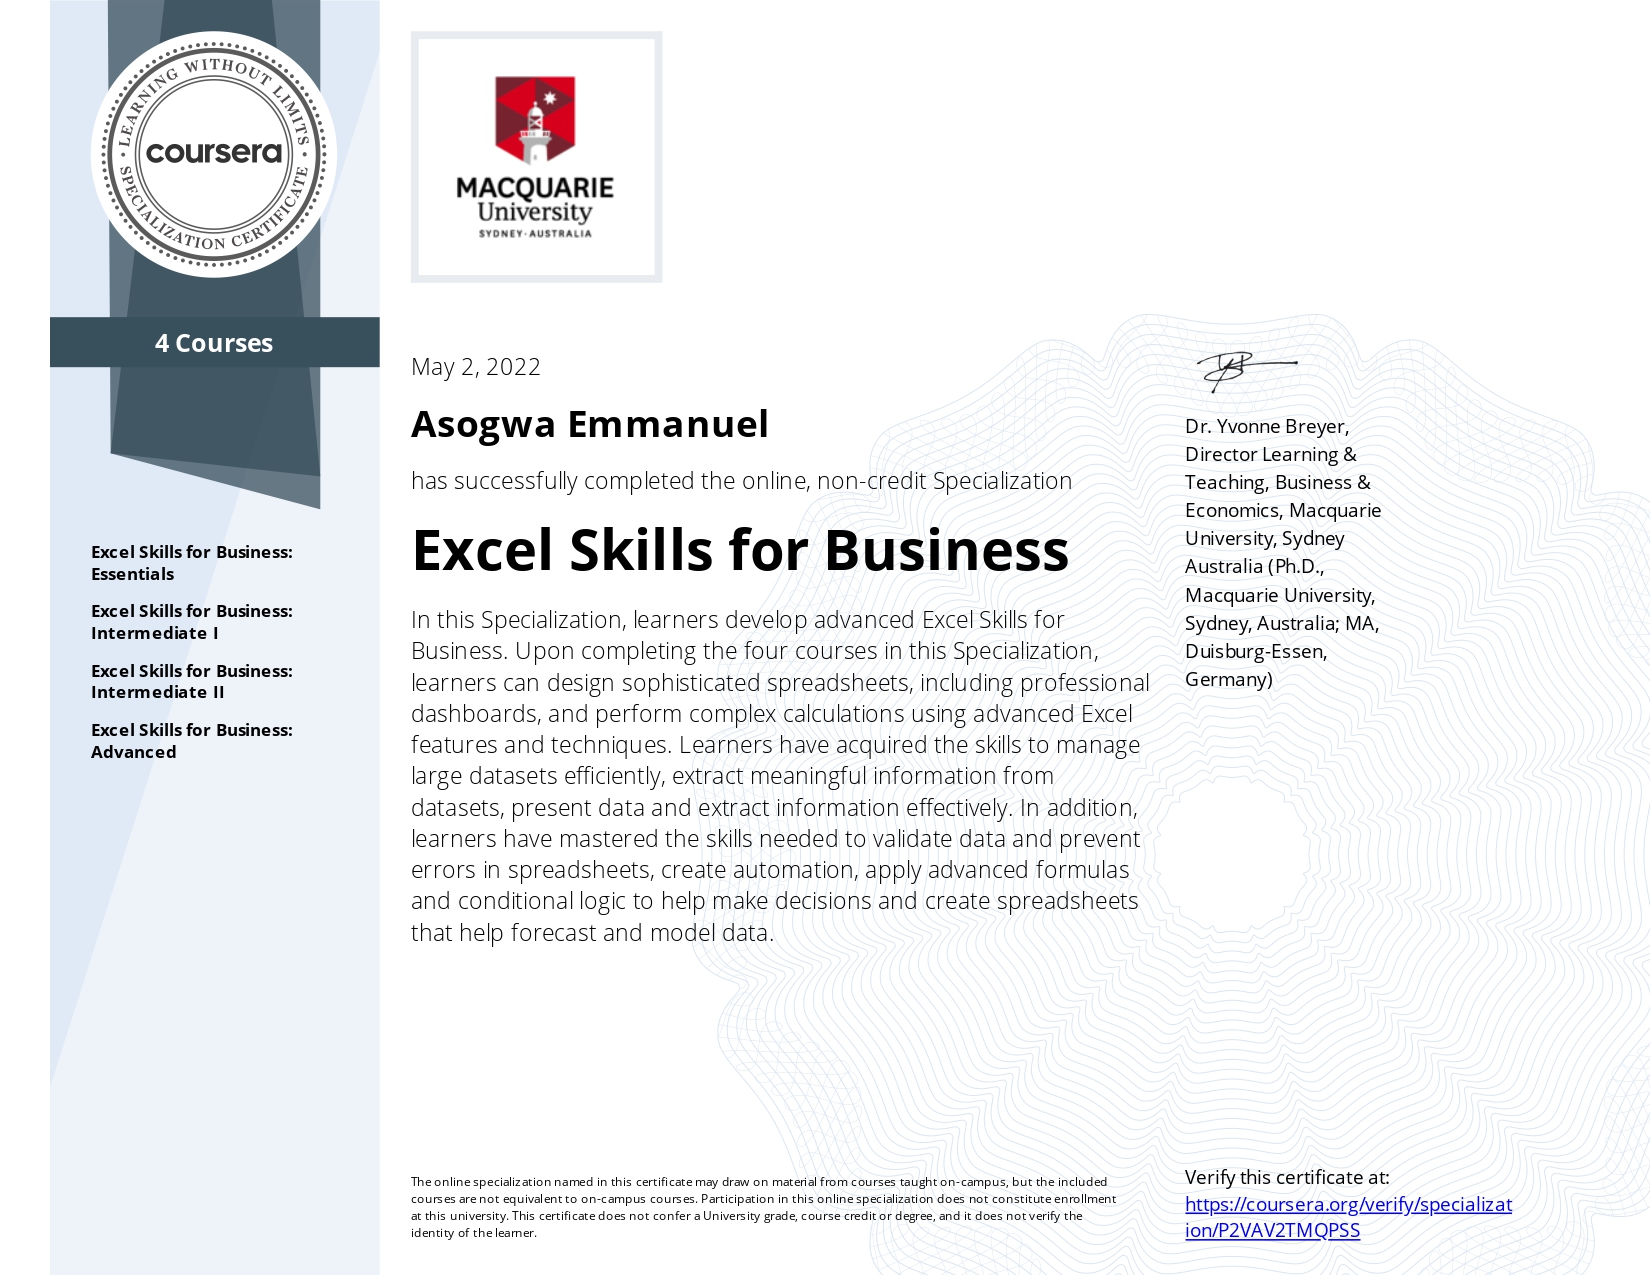 LEARNING WITHOUT LIMITS
coursera
SPECIALIZATION CERTIFICATE
4 Courses
Excel Skills for Business:
Essentials
Excel Skills for Business:
Intermediate I
Excel Skills for Business:
Intermediate II
Excel Skills for Business:
Advanced
MACQUARIE
University
SYDNEY·AUSTRALIA
May 2, 2022
Asogwa Emmanuel
has successfully completed the online, non-credit Specialization
Excel Skills for Business
In this Specialization, learners develop advanced Excel Skills for
Business. Upon completing the four courses in this Specialization,
learners can design sophisticated spreadsheets, including professional
dashboards, and perform complex calculations using advanced Excel
features and techniques. Learners have acquired the skills to manage
large datasets efficiently, extract meaningful information from
datasets, present data and extract information effectively. In addition,
learners have mastered the skills needed to validate data and prevent
errors in spreadsheets, create automation, apply advanced formulas
and conditional logic to help make decisions and create spreadsheets
that help forecast and model data.
Dr. Yvonne Breyer,
Director Learning &
Teaching, Business &
Economics, Macquarie
University, Sydney
Australia (Ph.D.,
Macquarie University,
Sydney, Australia; MA,
Duisburg-Essen,
Germany)
The online specialization named in this certificate may draw on material from courses taught on-campus, but the included
courses are not equivalent to on-campus courses. Participation in this online specialization does not constitute enrollment
at this university. This certificate does not confer a University grade, course credit or degree, and it does not verify the
identity of the learner.
Verify this certificate at:
https://coursera.org/verify/specializat
ion/P2VAV2TMQPSS